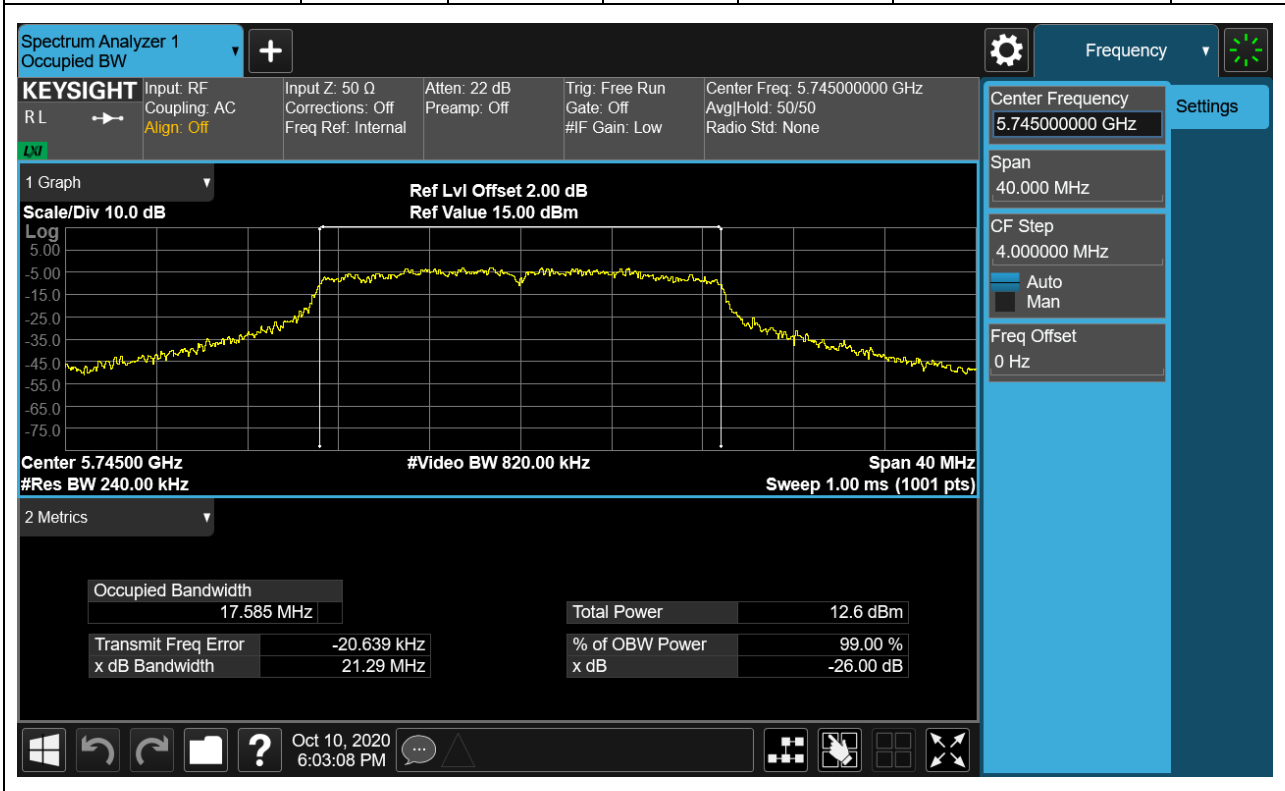 Spectrum Analyzer 1
Occupied BW
Frequency
KEYSIGHT
R L
LXI
Input: RF
Coupling: AC
Align: Off
Input Z: 50 Ω
Corrections: Off
Freq Ref: Internal
Atten: 22 dB
Preamp: Off
Trig: Free Run
Gate: Off
#IF Gain: Low
Center Freq: 5.745000000 GHz
Avg|Hold: 50/50
Radio Std: None
Center Frequency
5.745000000 GHz
Settings
Span
40.000 MHz
CF Step
4.000000 MHz
Auto
Man
Freq Offset
0 Hz
1 Graph
Scale/Div 10.0 dB
Ref Lvl Offset 2.00 dB
Ref Value 15.00 dBm
Log
5.00
-5.00
-15.0
-25.0
-35.0
-45.0
-55.0
-65.0
-75.0
Center 5.74500 GHz
#Video BW 820.00 kHz
Span 40 MHz
#Res BW 240.00 kHz
Sweep 1.00 ms (1001 pts)
2 Metrics
Occupied Bandwidth
17.585 MHz
Total Power 12.6 dBm
Transmit Freq Error -20.639 kHz
% of OBW Power 99.00 %
x dB Bandwidth 21.29 MHz
x dB -26.00 dB
?
Oct 10, 2020
6:03:08 PM